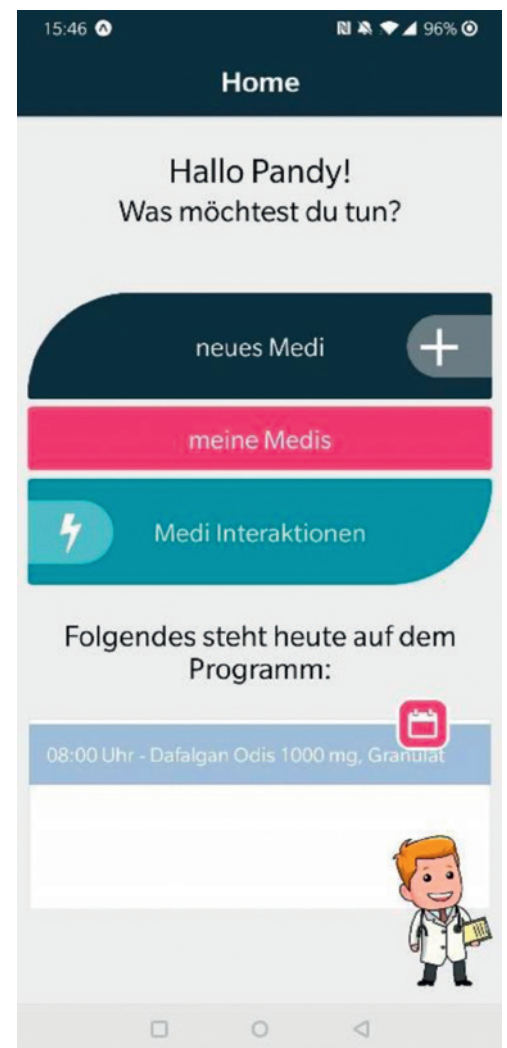 15:46 96%
Home
Hallo Pandy!
Was möchtest du tun?
neues Medi
meine Medis
Medi Interaktionen
Folgendes steht heute auf dem
Programm:
08:00 Uhr - Dafalgan Odis 1000 mg, Granulat